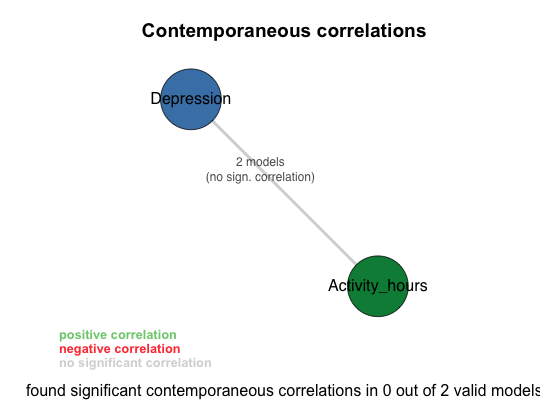 Contemporaneous correlations
Depression
2 models
(no sign. correlation)
Activity_hours
positive correlation
negative correlation
no significant correlation
found significant contemporaneous correlations in 0 out of 2 valid models